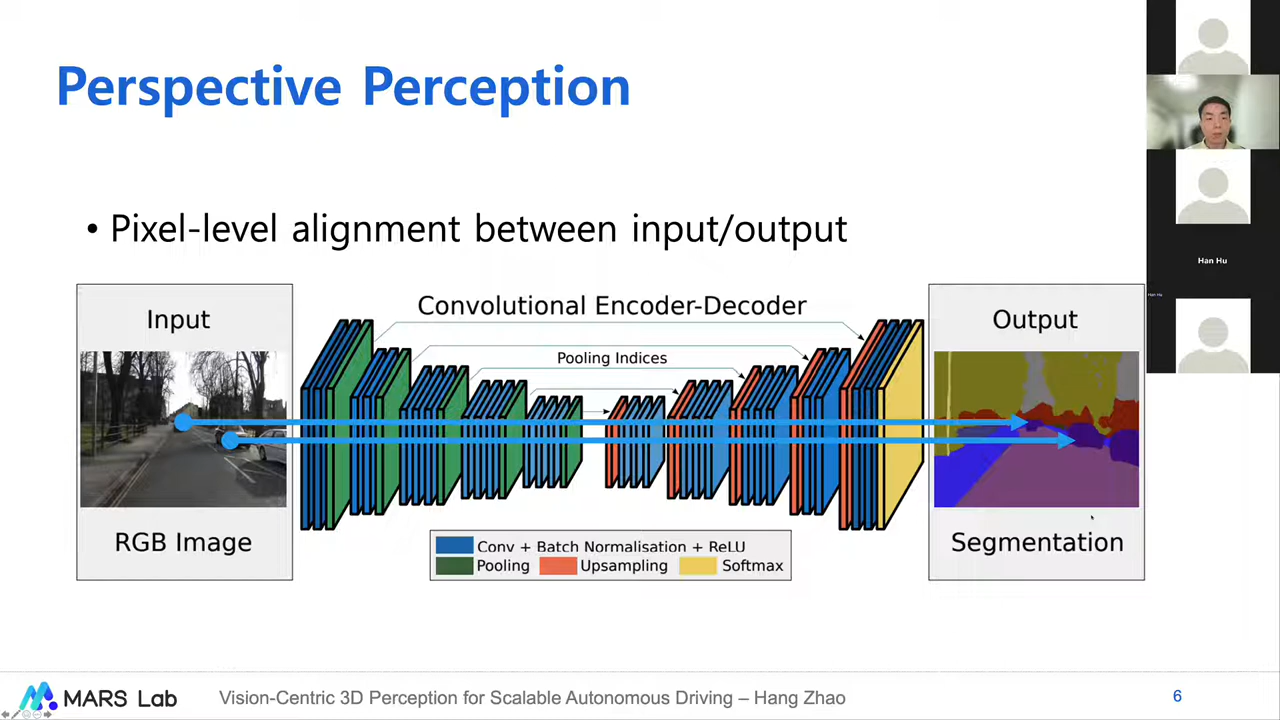 Perspective Perception
• Pixel-level alignment between input/output
Input
RGB Image
Convolutional Encoder-Decoder
Pooling Indices
Conv + Batch Normalisation + ReLU
Pooling
Upsampling
Softmax
Output
Segmentation
Han Hu
Han Hu
MARS Lab
Vision-Centric 3D Perception for Scalable Autonomous Driving – Hang Zhao
6